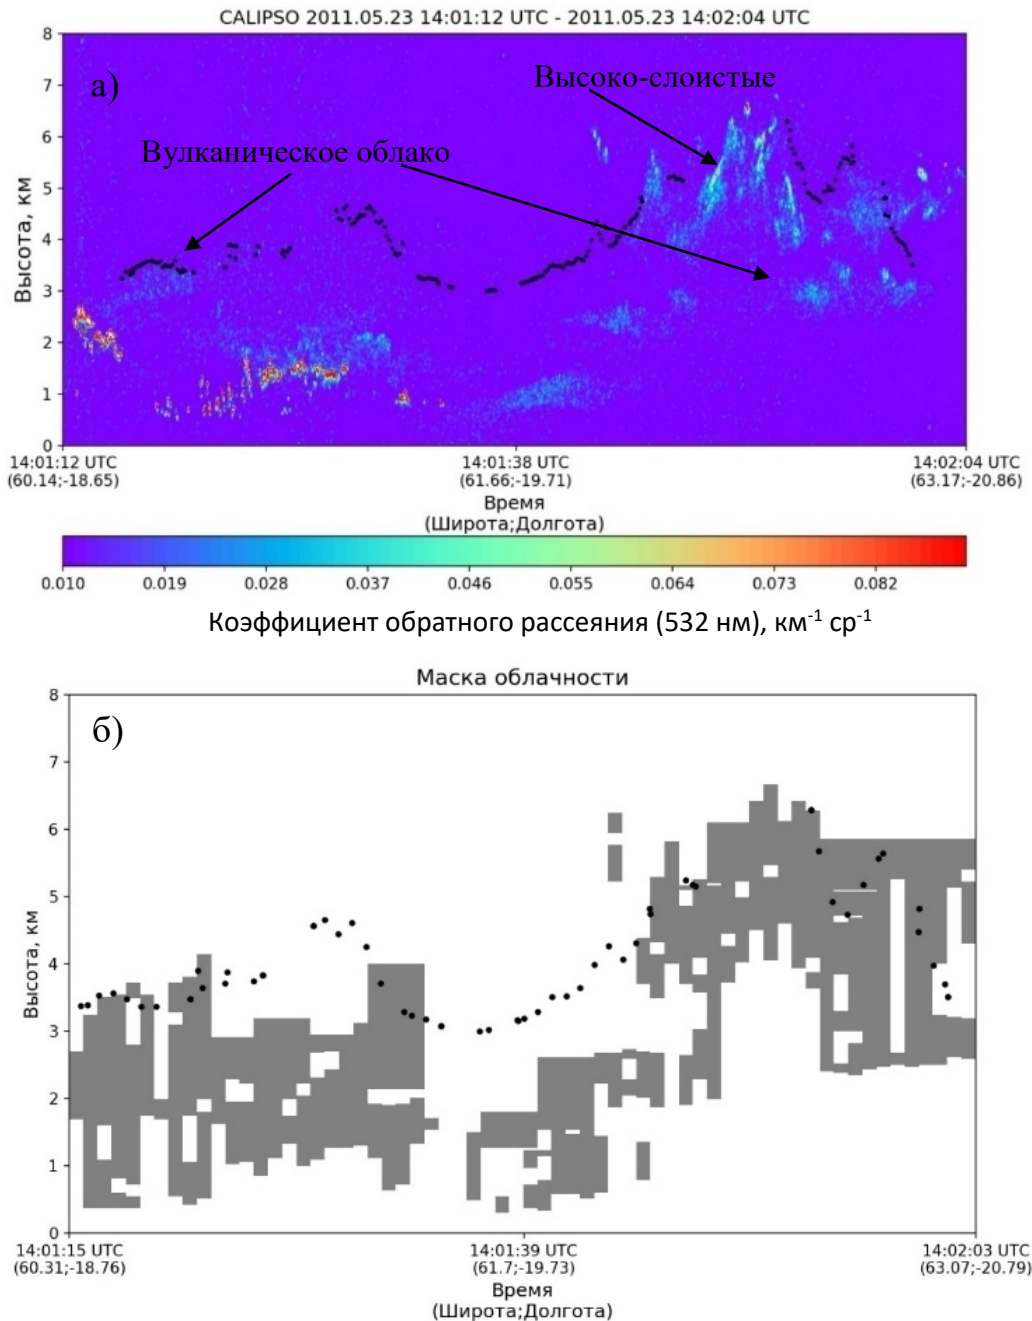 CALIPSO 2011.05.23 14:01:12 UTC - 2011.05.23 14:02:04 UTC
8
7
6
5
4
3
2
1
0
Высота, км
а)
Высоко-слоистые
Вулканическое облако
14:01:12 UTC
(60.14;-18.65)
14:01:38 UTC
(61.66;-19.71)
14:02:04 UTC
(63.17;-20.86)
Время
(Широта;Долгота)
0.010 0.019 0.028 0.037 0.046 0.055 0.064 0.073 0.082
Коэффициент обратного рассеяния (532 нм), км⁻¹ ср⁻¹
Маска облачности
8
7
6
5
4
3
2
1
0
Высота, км
б)
14:01:15 UTC
(60.31;-18.76)
14:01:39 UTC
(61.7;-19.73)
14:02:03 UTC
(63.07;-20.79)
Время
(Широта;Долгота)